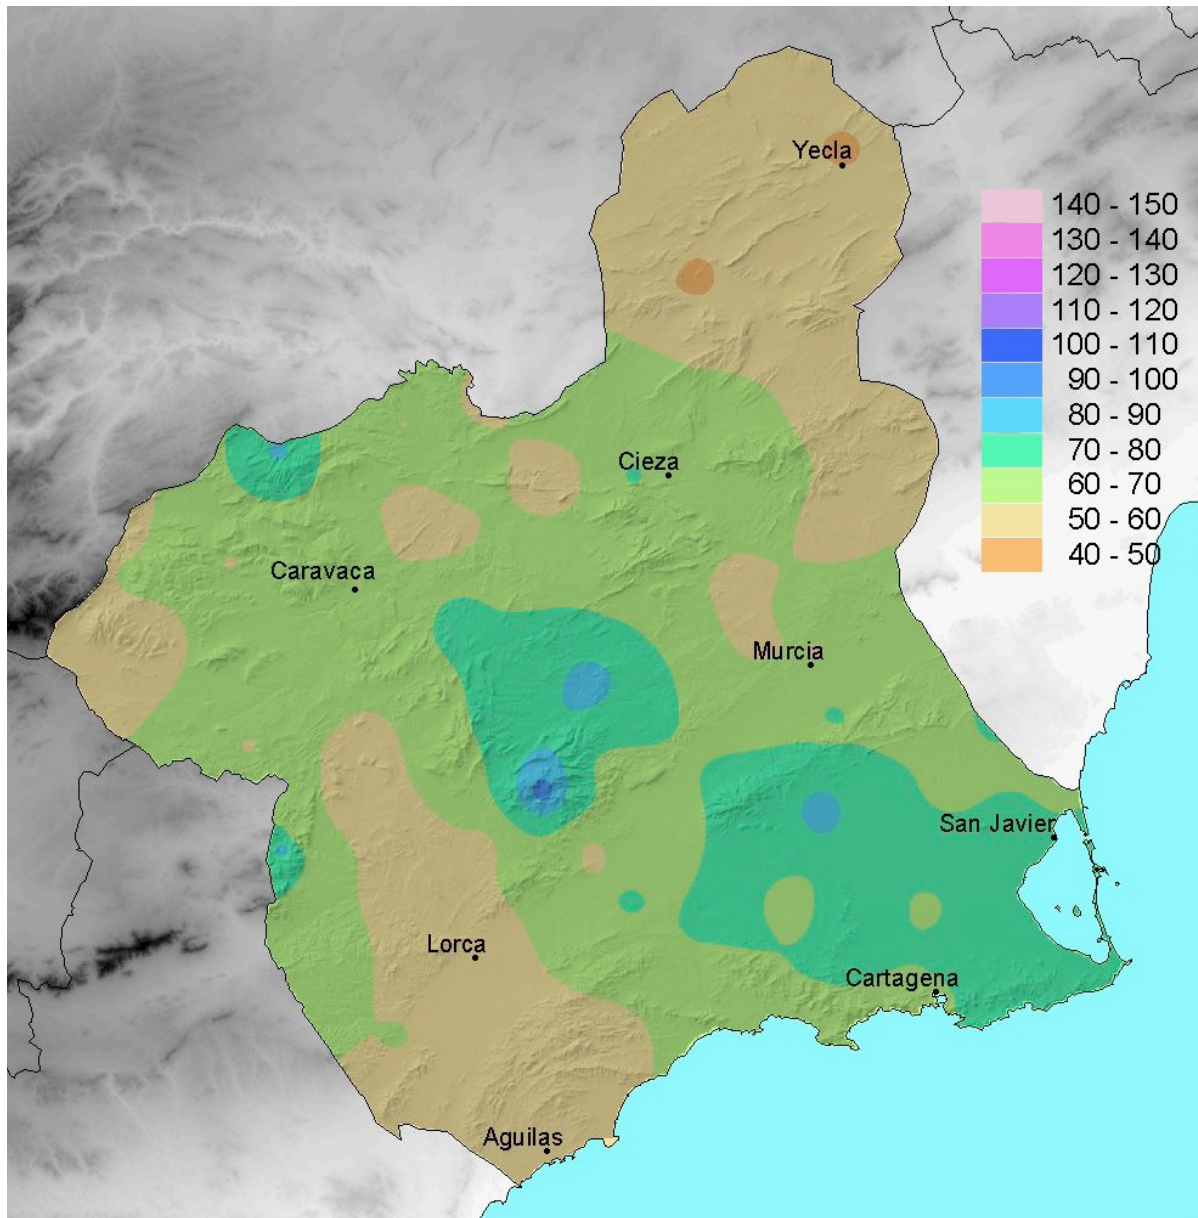 Yecla
140 - 150
130 - 140
120 - 130
110 - 120
100 - 110
90 - 100
80 - 90
70 - 80
60 - 70
50 - 60
40 - 50
Cieza
Caravaca
Murcia
San Javier
Lorca
Cartagena
Aguilas